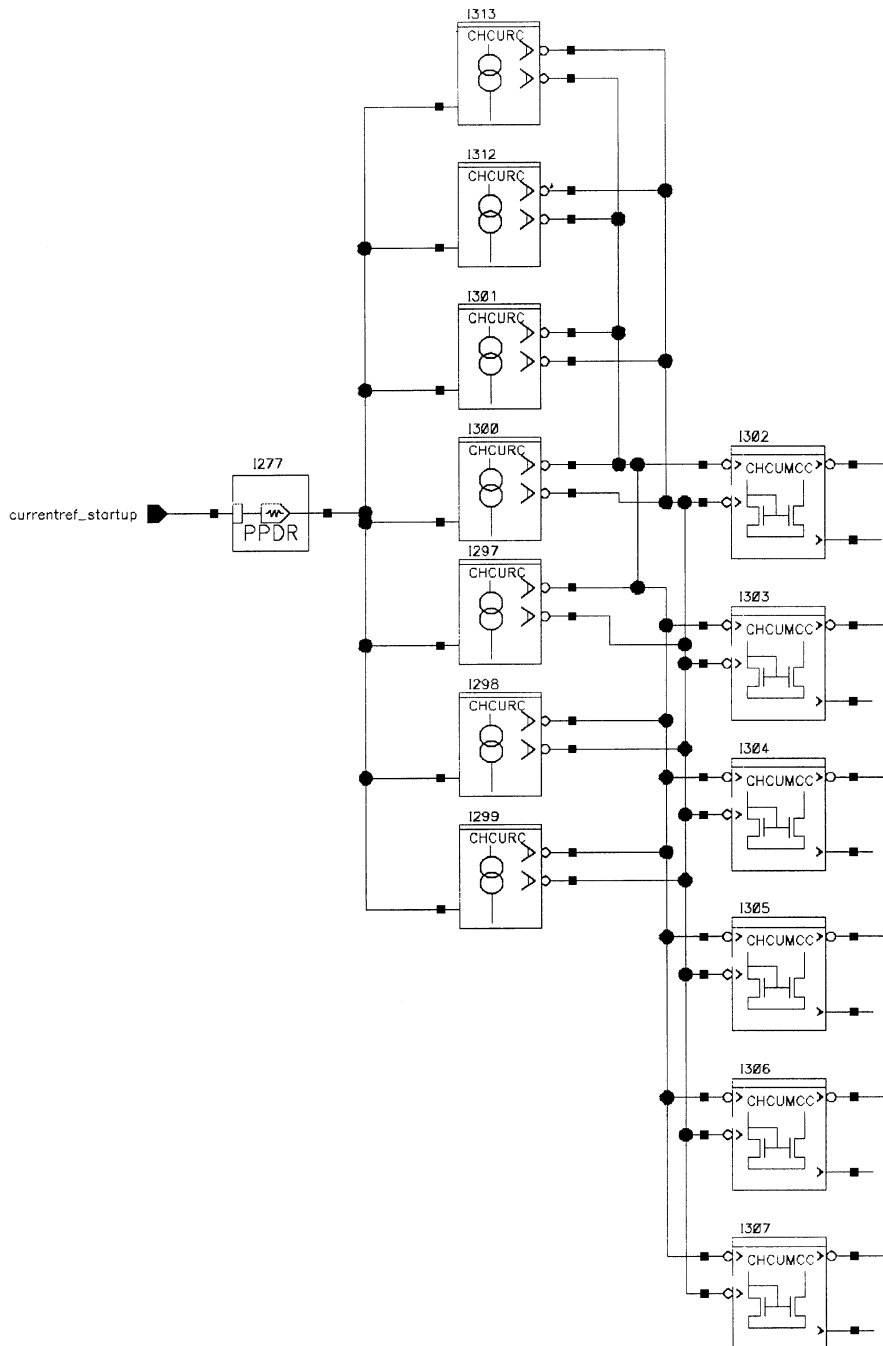 I313
CHCURC
I312
CHCURC
I301
CHCURC
I300
CHCURC
I302
CHCUMCC
I277
currentref_startup
PPDR
I297
CHCURC
I303
CHCUMCC
I298
CHCURC
I304
CHCUMCC
I299
CHCURC
I305
CHCUMCC
I306
CHCUMCC
I307
CHCUMCC